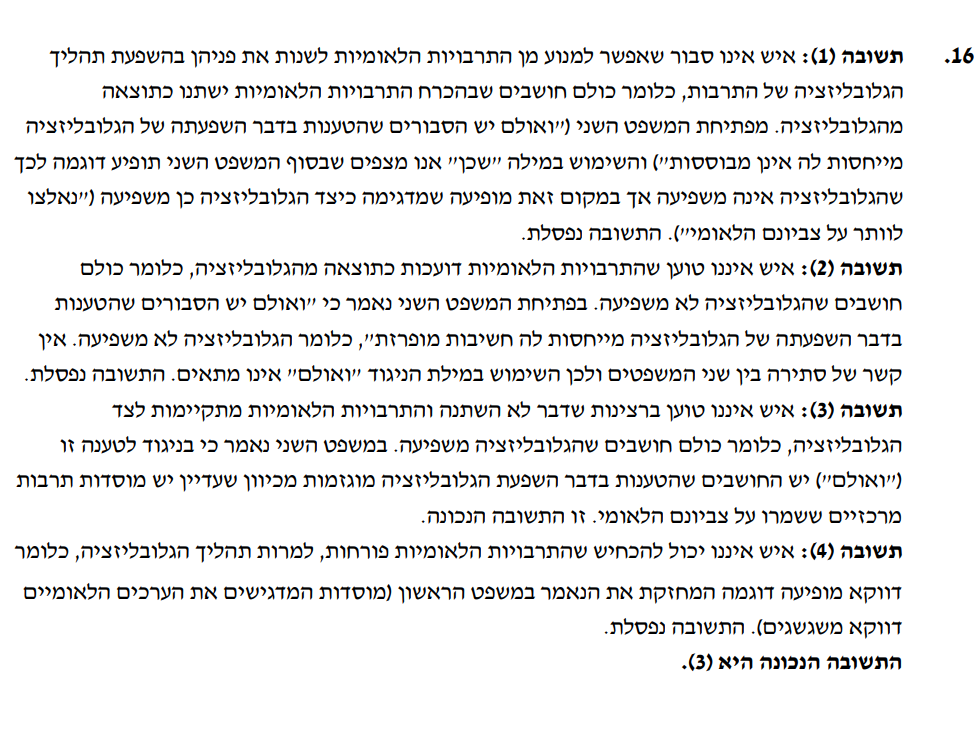 16. תשובה (1): איש אינו סבור שאפשר למנוע מן התרבויות הלאומיות לשנות את פניהן בהשפעת תהליך
הגלובליזציה של התרבות, כלומר כולם חושבים שבהכרח התרבויות הלאומיות ישתנו כתוצאה
מהגלובליזציה. מפתיחת המשפט השני (''ואולם יש הסבורים שהטענות בדבר השפעתה של הגלובליזציה
מייחסות לה אינן מבוססות'') והשימוש במילה ''שכן'' אנו מצפים שבסוף המשפט השני תופיע דוגמה לכך
שהגלובליזציה אינה משפיעה אך במקום זאת מופיעה שמדגימה כיצד הגלובליזציה כן משפיעה (''נאלצו
לוותר על צביונם הלאומי''). התשובה נפסלת.
תשובה (2): איש איננו טוען שהתרבויות הלאומיות דועכות כתוצאה מהגלובליזציה, כלומר כולם
חושבים שהגלובליזציה לא משפיעה. בפתיחת המשפט השני נאמר כי ''ואולם יש הסבורים שהטענות
בדבר השפעתה של הגלובליזציה מייחסות לה חשיבות מופרזת'', כלומר הגלובליזציה לא משפיעה. אין
קשר של סתירה בין שני המשפטים ולכן השימוש במילת הניגוד ''ואולם'' אינו מתאים. התשובה נפסלת.
תשובה (3): איש איננו טוען ברצינות שדבר לא השתנה והתרבויות הלאומיות מתקיימות לצד
הגלובליזציה, כלומר כולם חושבים שהגלובליזציה משפיעה. במשפט השני נאמר כי בניגוד לטענה זו
(''ואולם'') יש החושבים שהטענות בדבר השפעת הגלובליזציה מוגזמות מכיוון שעדיין יש מוסדות תרבות
מרכזיים ששמרו על צביונם הלאומי. זו התשובה הנכונה.
תשובה (4): איש איננו יכול להכחיש שהתרבויות הלאומיות פורחות, למרות תהליך הגלובליזציה, כלומר
דווקא מופיעה דוגמה המחזקת את הנאמר במשפט הראשון (מוסדות המדגישים את הערכים הלאומיים
דווקא משגשגים). התשובה נפסלת.
התשובה הנכונה היא (3).